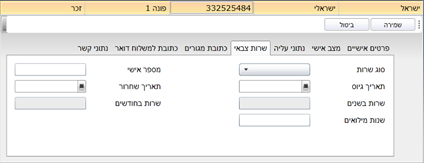 ישראל ישראלי 332525484 פונה 1 זכר
שמירה ביטול
פרטים אישיים מצב אישי נתוני עליה שרות צבאי כתובת מגורים כתובת למשלוח דואר נתוני קשר
סוג שרות מספר אישי
תאריך גיוס תאריך שחרור
שרות בשנים שרות בחודשים
שנות מילואים